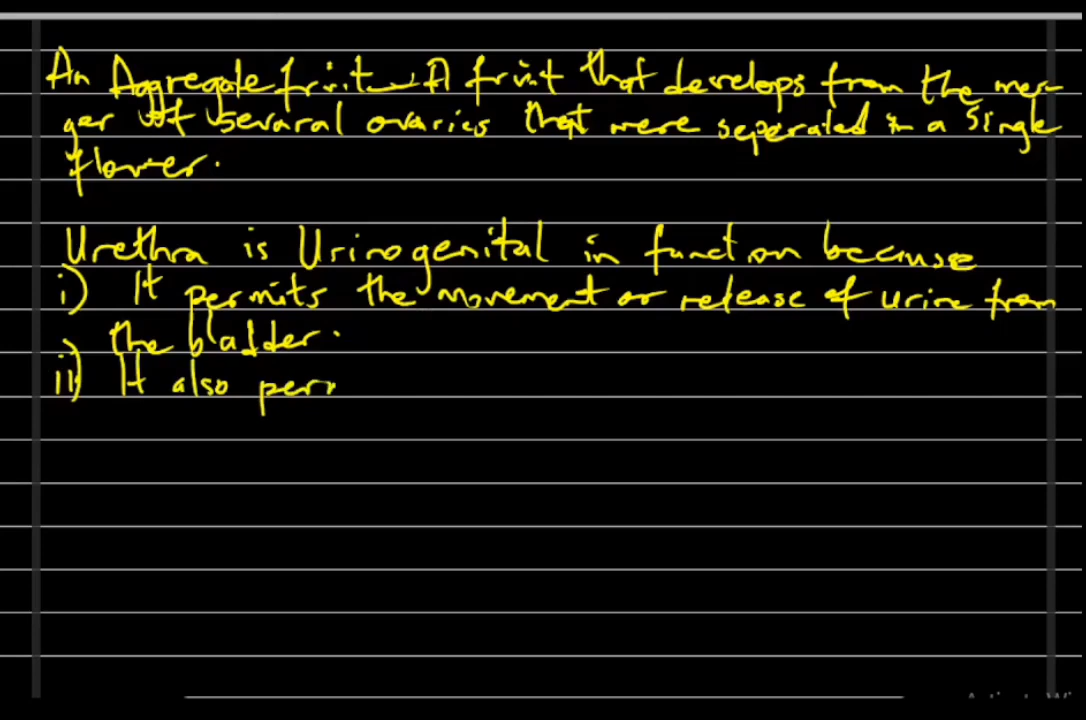 An Aggregate fruit - A fruit that develops from the mer-
ger of sevaral ovaries that were seperated in a single
flower.
Urethra is Urinogenital in function because
i) It permits the movement or release of urine from
the bladder.
ii) It also perm